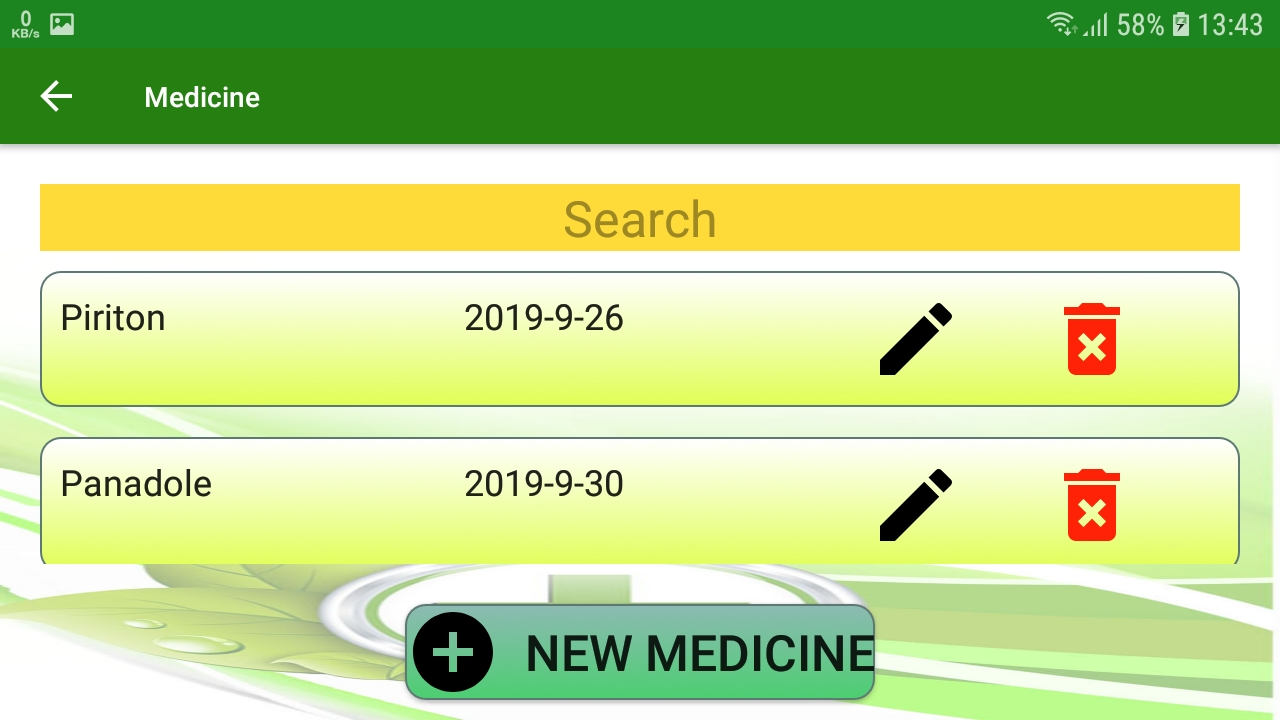 0
KB/s
58% 13:43
Medicine
Search
Piriton 2019-9-26
Panadole 2019-9-30
NEW MEDICINE